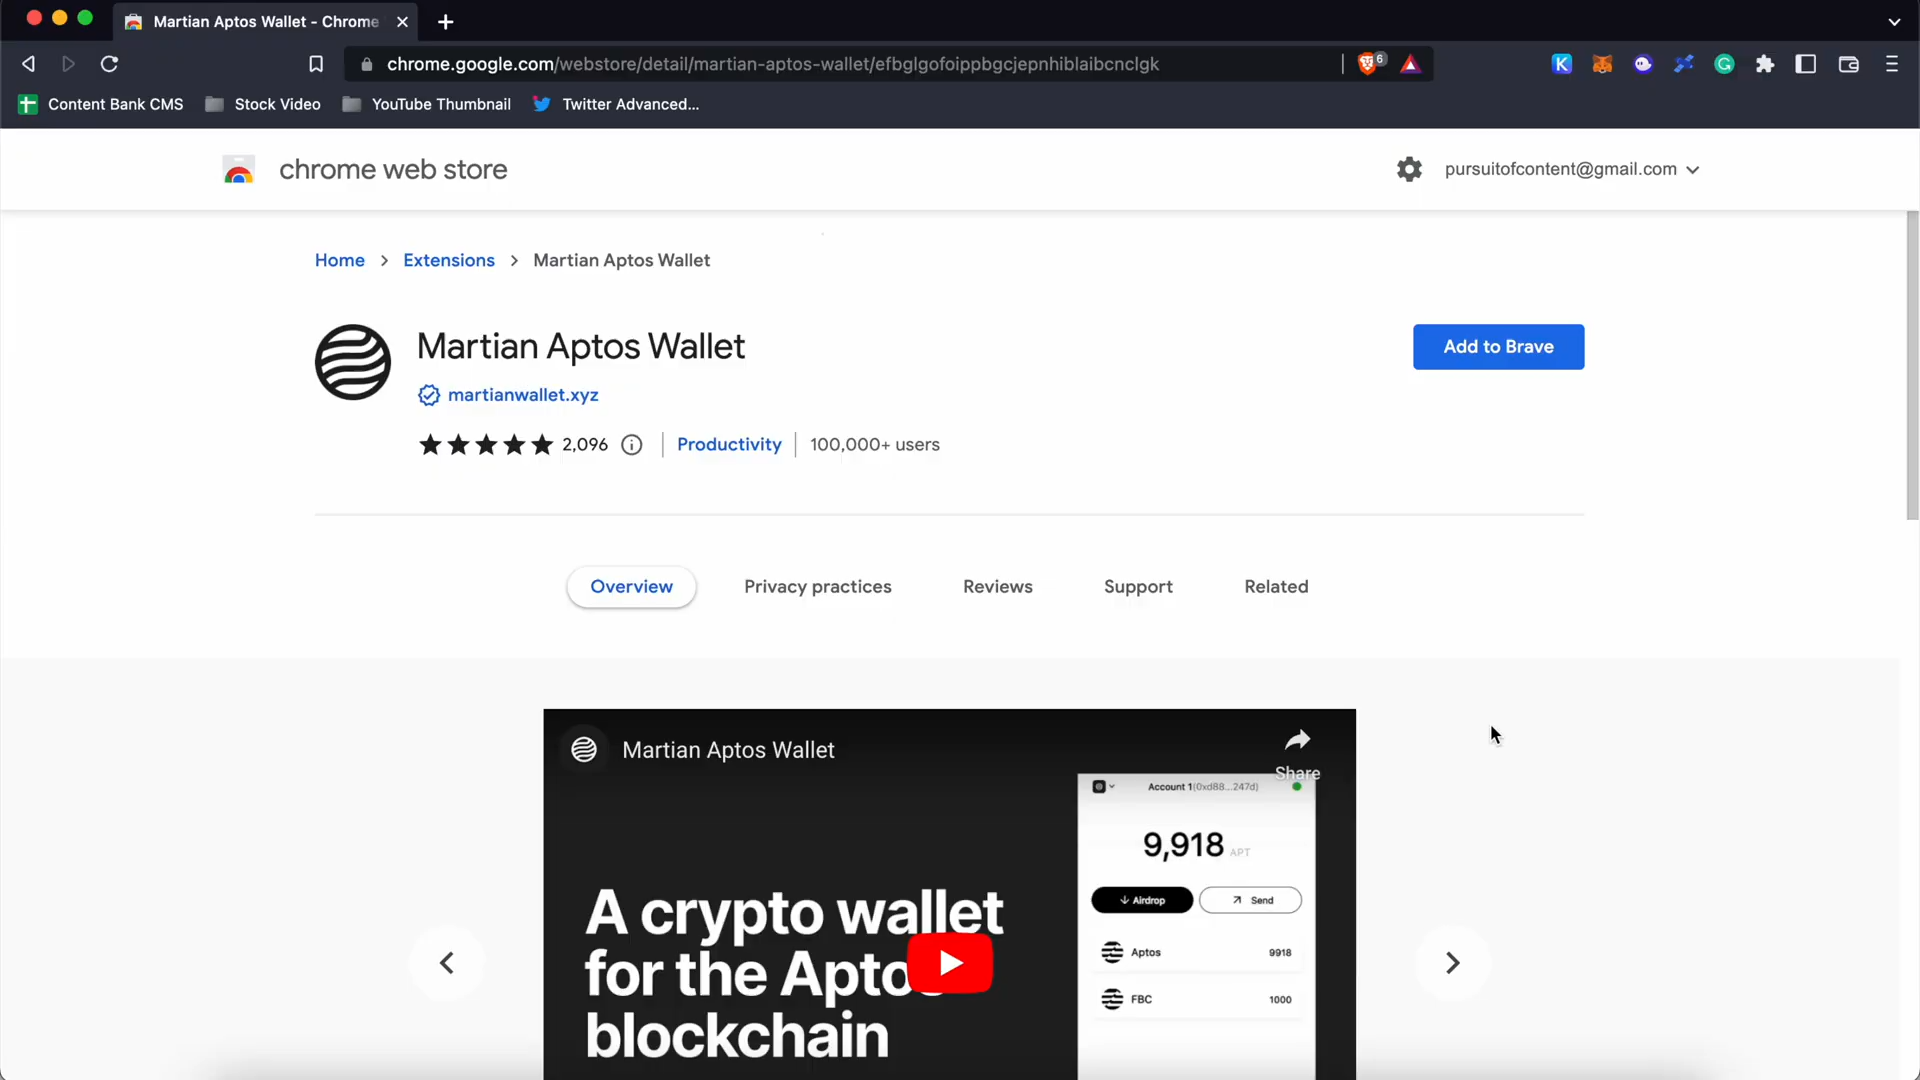 Martian Aptos Wallet - Chrome
chrome.google.com/webstore/detail/martian-aptos-wallet/efbglgofoippbgcjepnhiblaibcnclgk
6
K
G
Content Bank CMS
Stock Video
YouTube Thumbnail
Twitter Advanced...
chrome web store
pursuitofcontent@gmail.com
Home > Extensions > Martian Aptos Wallet
Martian Aptos Wallet
Add to Brave
martianwallet.xyz
2,096
Productivity
100,000+ users
Overview
Privacy practices
Reviews
Support
Related
Martian Aptos Wallet
Share
Account 1(0xd88...247d)
9,918 APT
Airdrop
Send
Aptos 9918
FBC 1000
A crypto wallet
for the Apto
blockchain